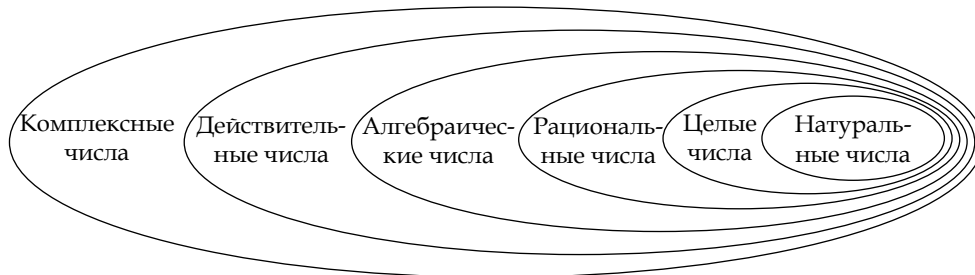 Комплексные
числа
Действитель-
ные числа
Алгебраичес-
кие числа
Рациональ-
ные числа
Целые
числа
Натураль-
ные числа